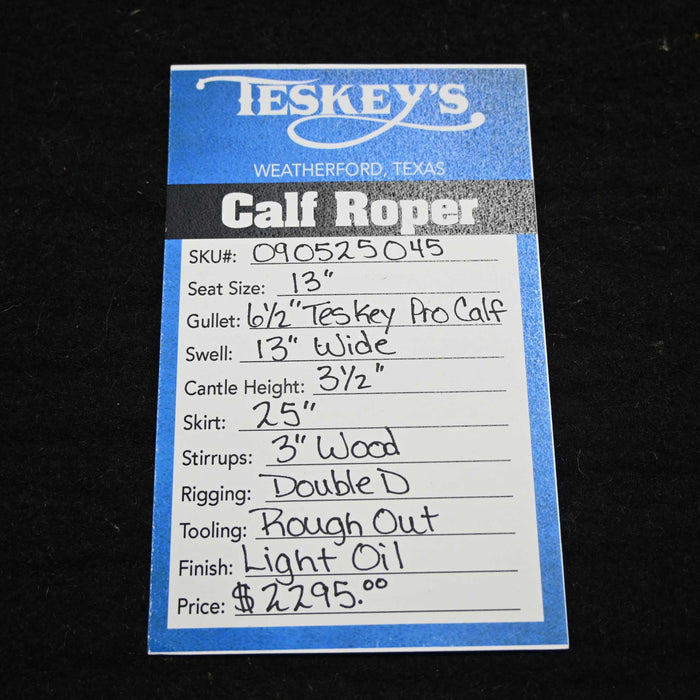 TESKEY'S
WEATHERFORD, TEXAS
Calf Roper
SKU#: 090525045
Seat Size: 13"
Gullet: 6½" Teskey Pro Calf
Swell: 13" Wide
Cantle Height: 3½"
Skirt: 25"
Stirrups: 3" Wood
Rigging: Double D
Tooling: Rough Out
Finish: Light Oil
Price: $2295.00